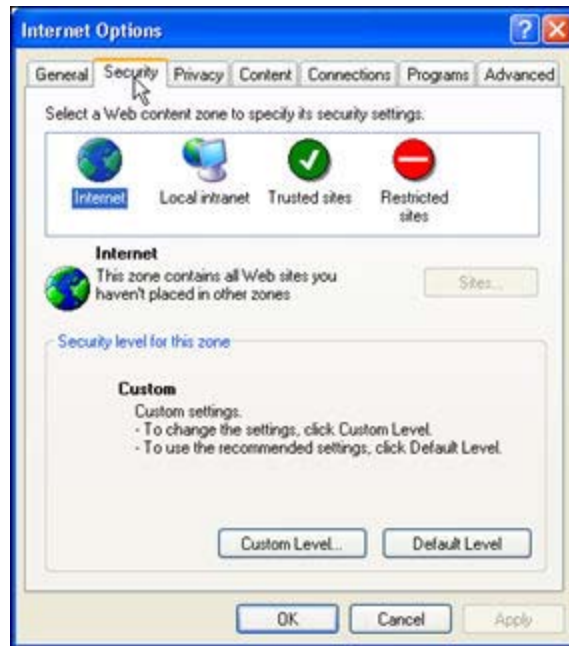 Internet Options
General Security Privacy Content Connections Programs Advanced
Select a Web content zone to specify its security settings.
Internet Local intranet Trusted sites Restricted
sites
Internet
This zone contains all Web sites you
haven't placed in other zones
Sites...
Security level for this zone
Custom
Custom settings.
- To change the settings, click Custom Level.
- To use the recommended settings, click Default Level.
Custom Level... Default Level
OK Cancel Apply